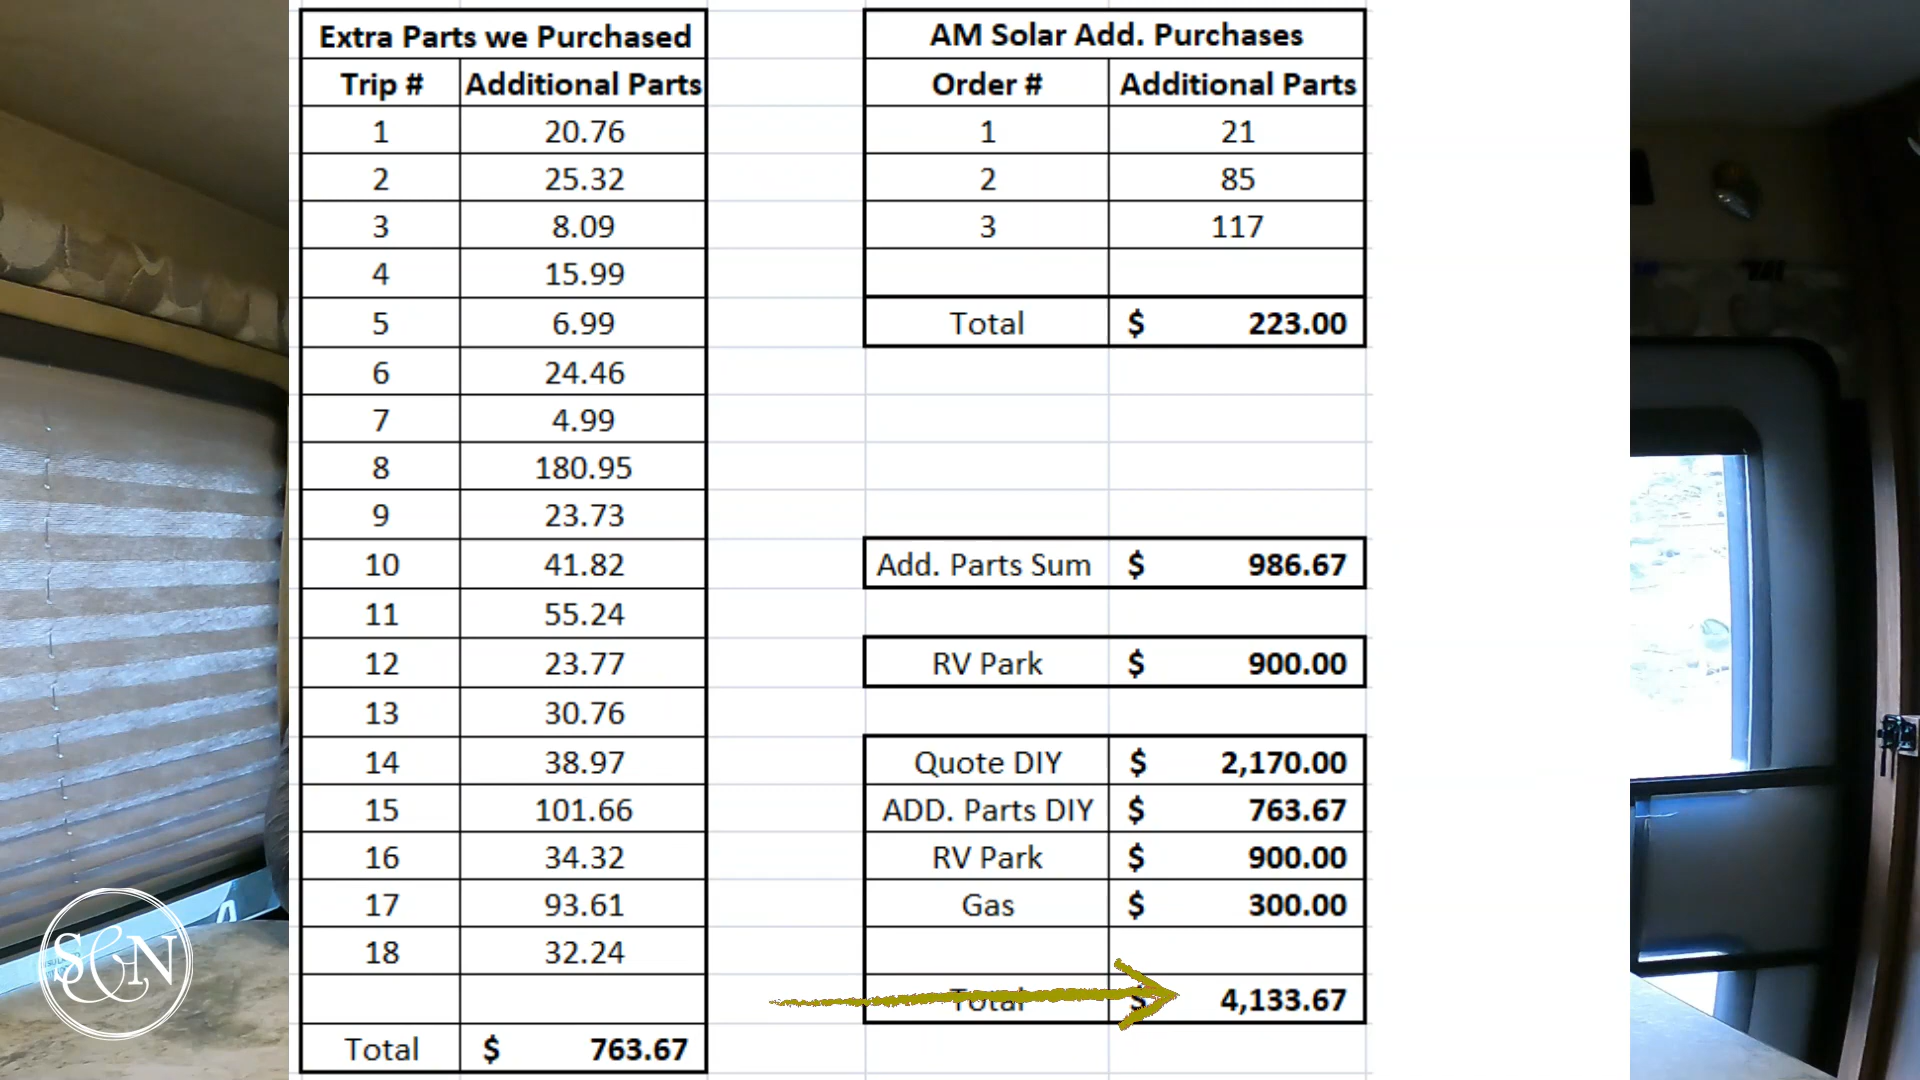 Extra Parts we Purchased
Trip # Additional Parts
1 20.76
2 25.32
3 8.09
4 15.99
5 6.99
6 24.46
7 4.99
8 180.95
9 23.73
10 41.82
11 55.24
12 23.77
13 30.76
14 38.97
15 101.66
16 34.32
17 93.61
18 32.24
Total $ 763.67
AM Solar Add. Purchases
Order # Additional Parts
1 21
2 85
3 117
Total $ 223.00
Add. Parts Sum $ 986.67
RV Park $ 900.00
Quote DIY $ 2,170.00
ADD. Parts DIY $ 763.67
RV Park $ 900.00
Gas $ 300.00
Total $ 4,133.67
S&N